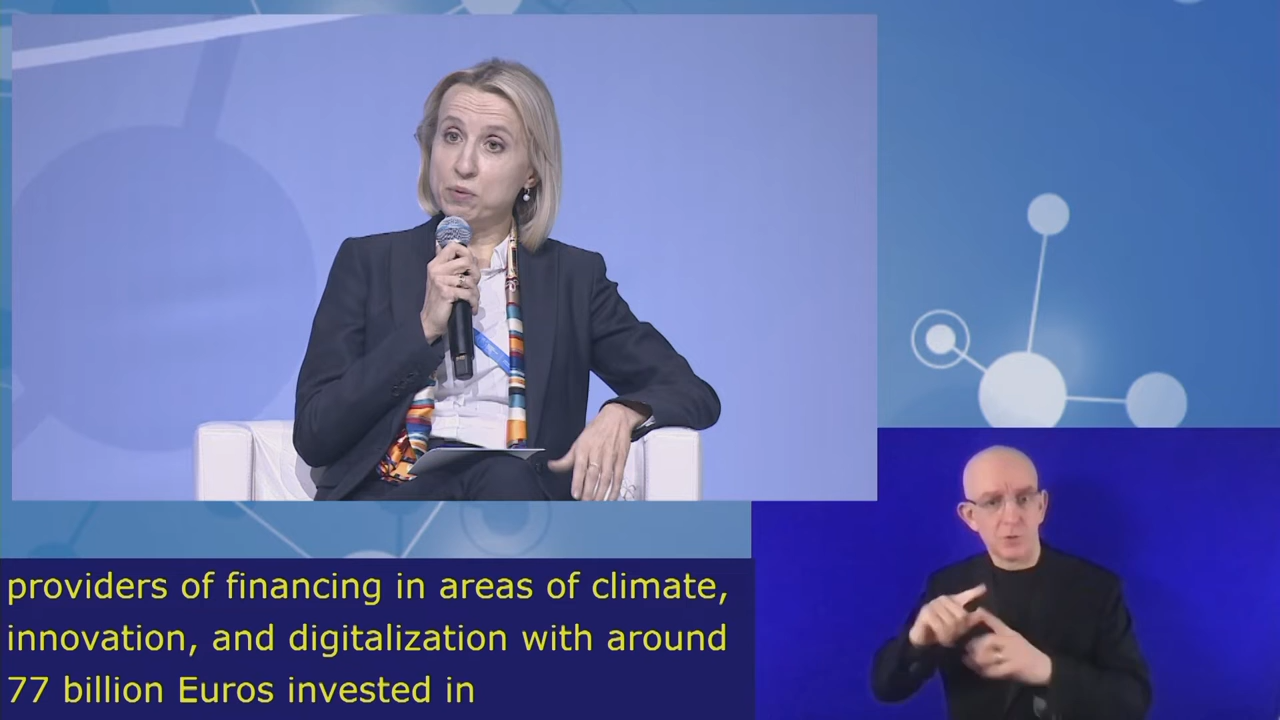 providers of financing in areas of climate,
innovation, and digitalization with around
77 billion Euros invested in